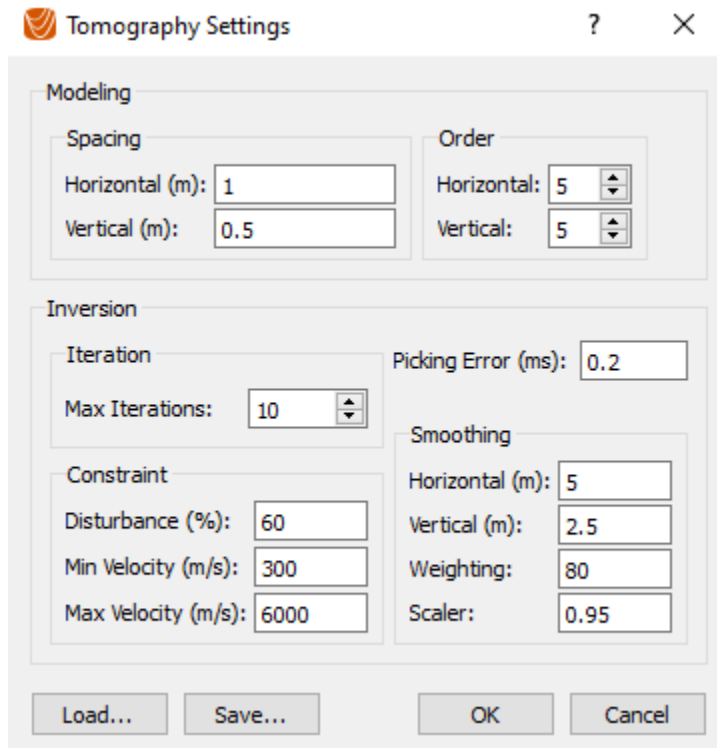 Tomography Settings ? ×
Modeling
Spacing
Horizontal (m): 1
Vertical (m): 0.5
Order
Horizontal: 5
Vertical: 5
Inversion
Iteration
Max Iterations: 10
Picking Error (ms): 0.2
Constraint
Disturbance (%): 60
Min Velocity (m/s): 300
Max Velocity (m/s): 6000
Smoothing
Horizontal (m): 5
Vertical (m): 2.5
Weighting: 80
Scaler: 0.95
Load... Save... OK Cancel